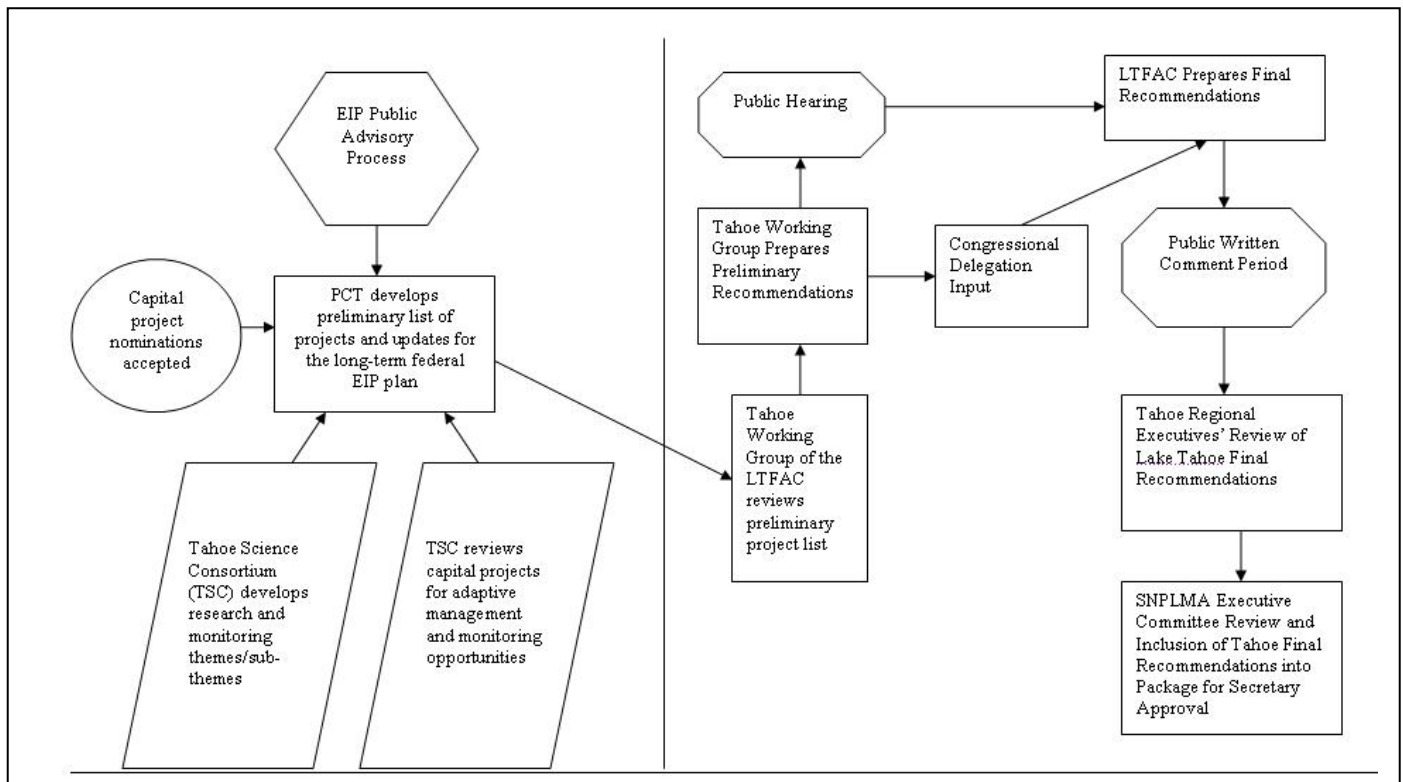 EIP Public
Advisory
Process
Capital
project
nominations
accepted
PCT develops
preliminary list of
projects and updates for
the long-term federal
EIP plan
Tahoe Science
Consortium
(TSC) develops
research and
monitoring
themes/sub-
themes
TSC reviews
capital projects
for adaptive
management
and monitoring
opportunities
Public Hearing
Tahoe Working
Group Prepares
Preliminary
Recommendations
Tahoe
Working
Group of the
LTFAC
reviews
preliminary
project list
Congressional
Delegation
Input
LTFAC Prepares Final
Recommendations
Public Written
Comment Period
Tahoe Regional
Executives’ Review of
Lake Tahoe Final
Recommendations
SNPLMA Executive
Committee Review and
Inclusion of Tahoe Final
Recommendations into
Package for Secretary
Approval